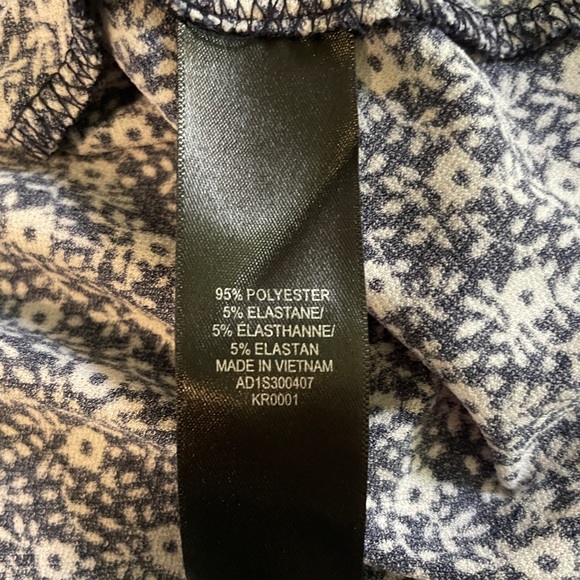 95% POLYESTER
5% ELASTANE/
5% ÉLASTHANNE/
5% ELASTAN
MADE IN VIETNAM
AD1S300407
KR0001